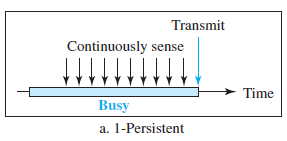 Transmit
Continuously sense
Time
Busy
a. 1-Persistent